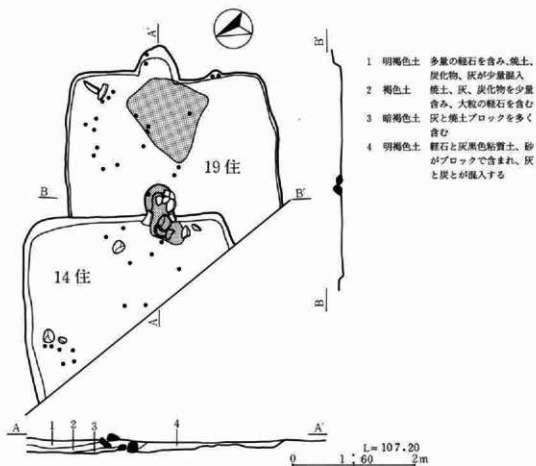 A'
B'
1 明褐色土 多量の軽石を含み、焼土、
炭化物、灰が少量混入
2 褐色土 焼土、灰、炭化物を少量
含み、大粒の軽石を含む
3 暗褐色土 灰と焼土ブロックを多く
含む
4 明褐色土 軽石と灰黒色粘質土、砂
がブロックで含まれ、灰
と炭とが混入する
19住
B
B'
14住
A
B
A 1 2 3 4 A'
L=107.20
0 1:60 2m